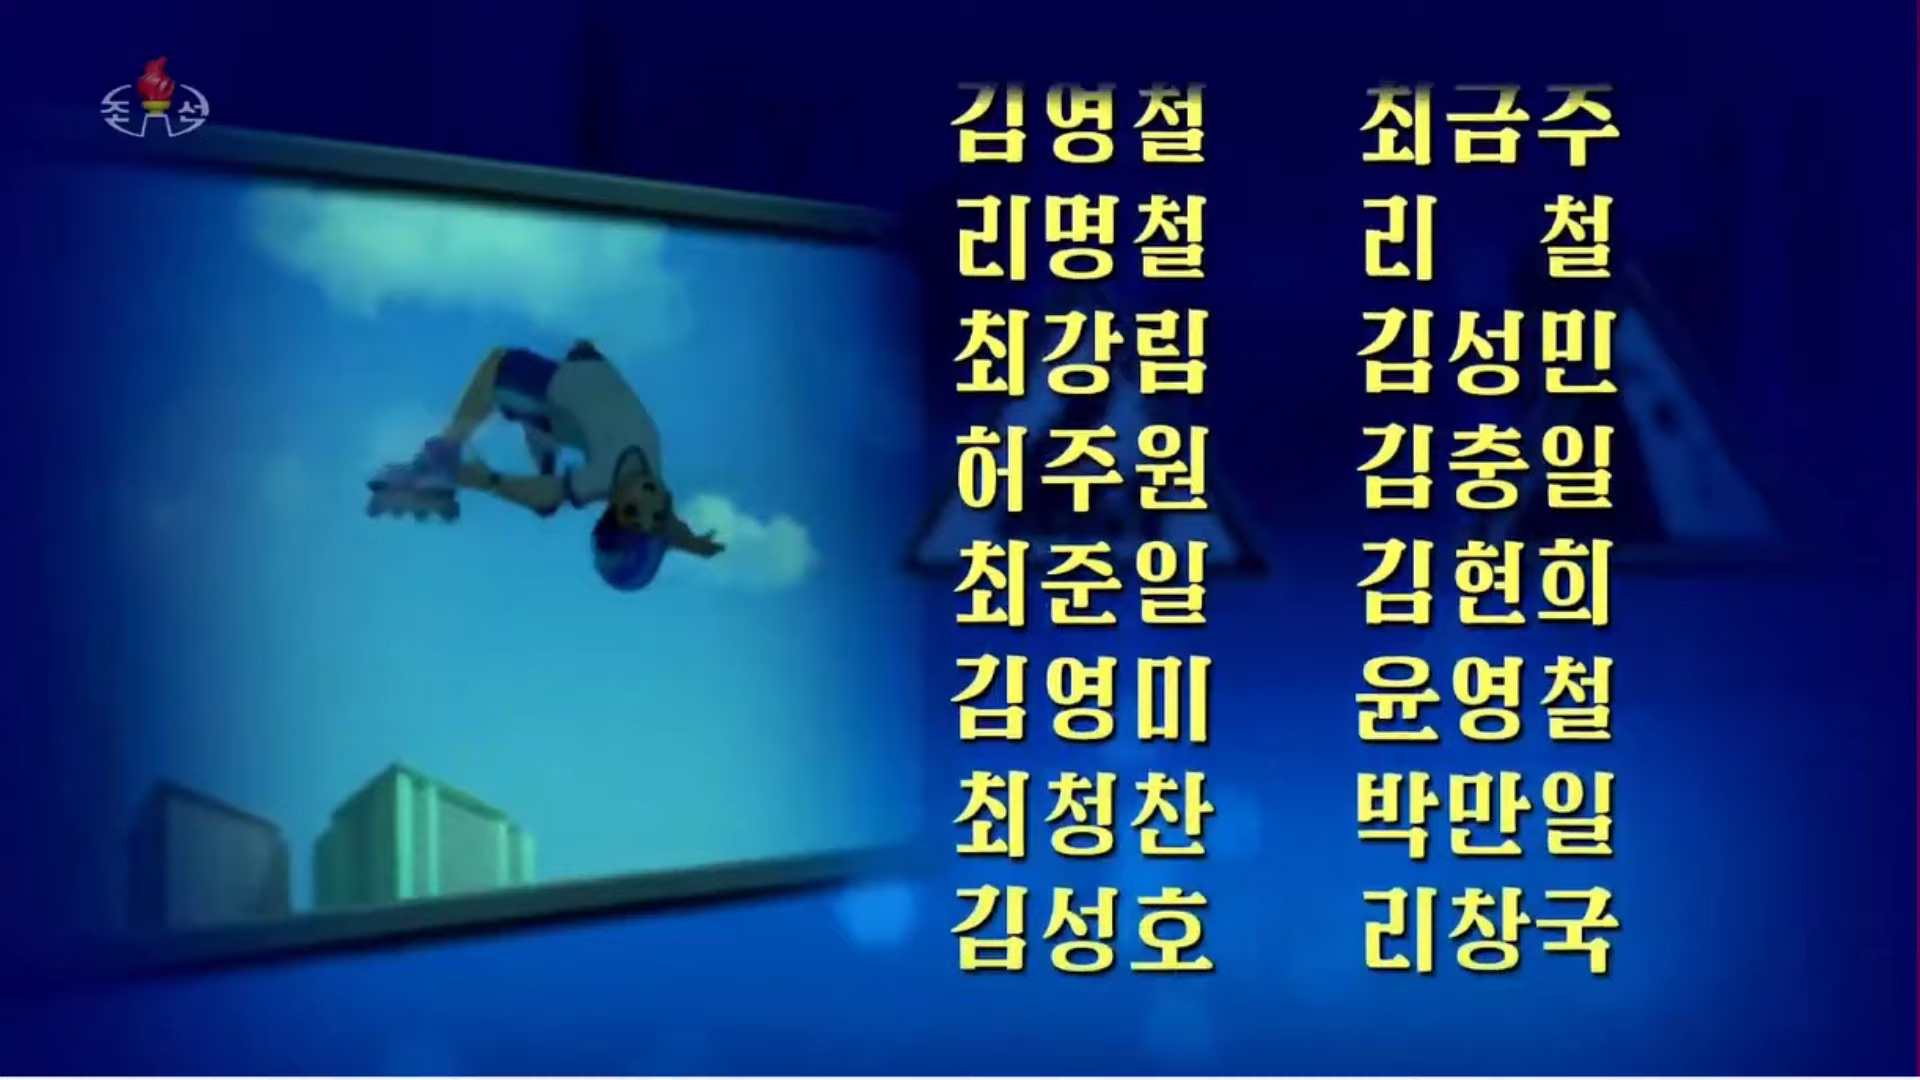 조선
김영철 최금주
리명철 리 철
최강림 김성민
허주원 김충일
최준일 김현희
김영미 윤영철
최청찬 박만일
김성호 리창국